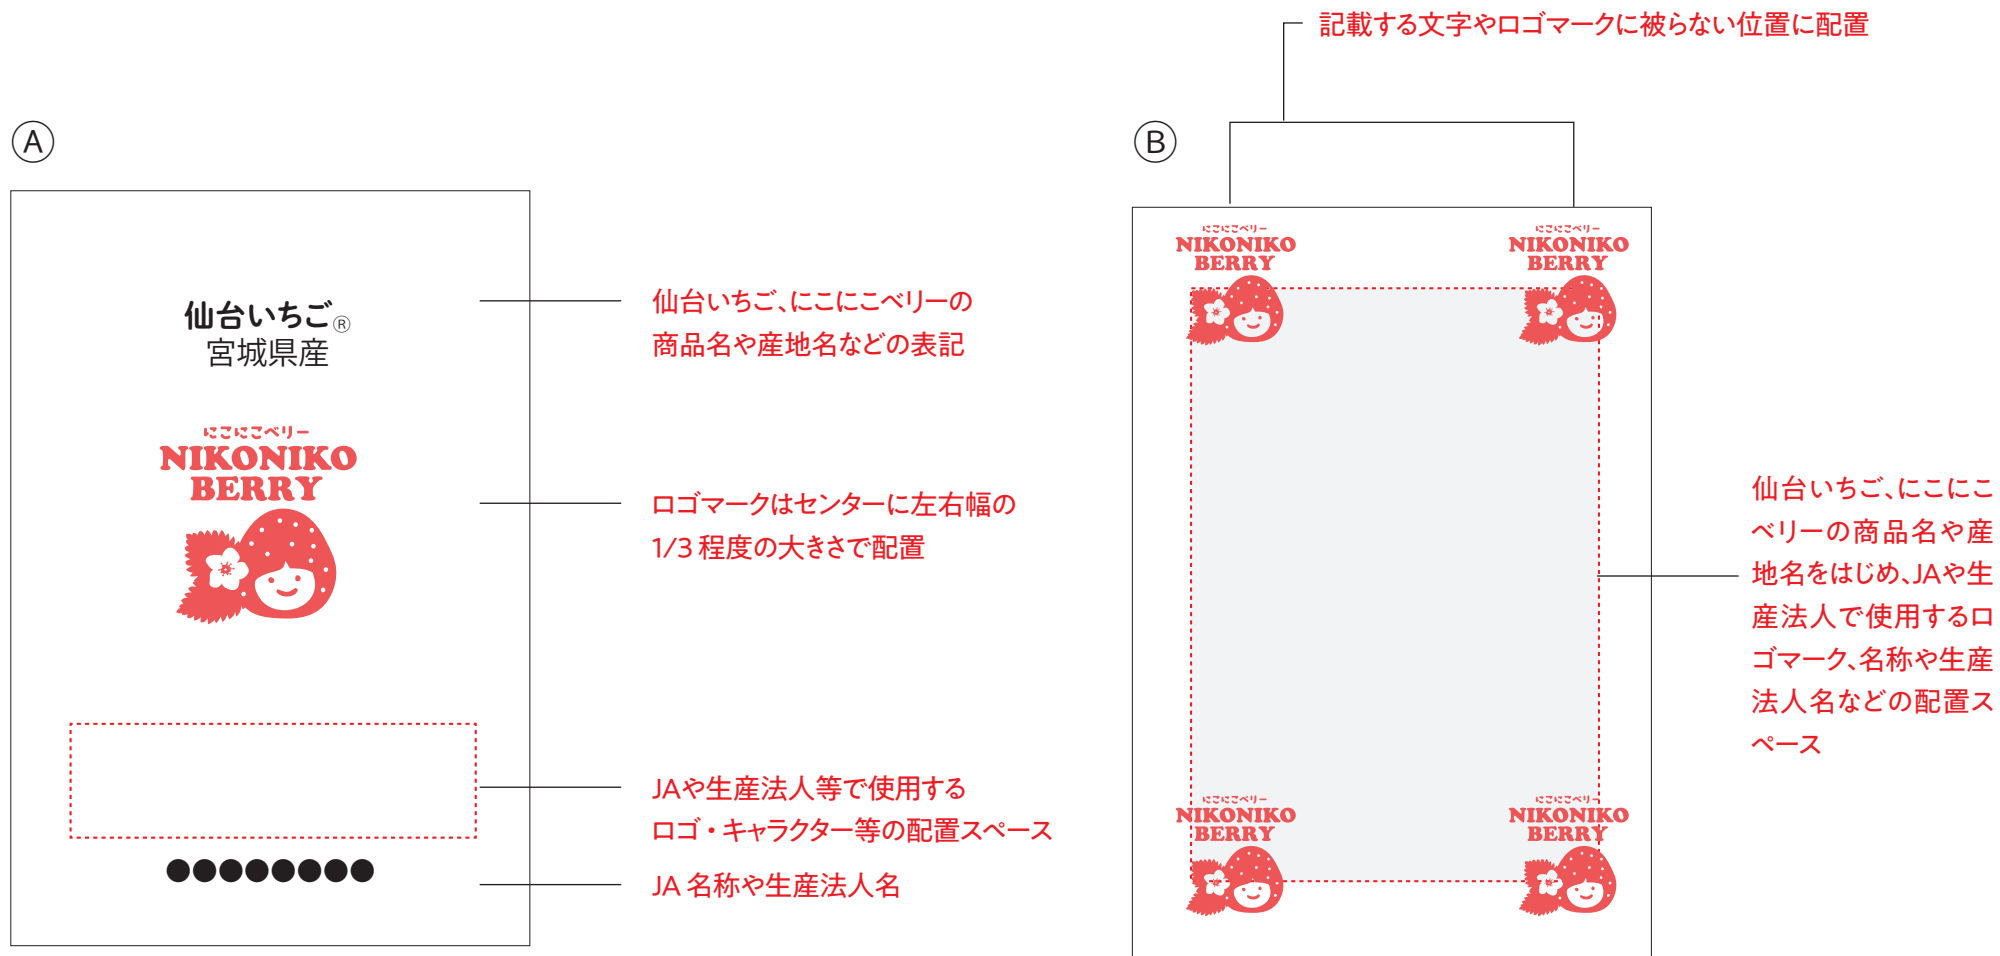 記載する文字やロゴマークに被らない位置に配置
A
仙台いちご®
宮城県産
にこにこベリー
NIKONIKO
BERRY
仙台いちご、にこにこベリーの
商品名や産地名などの表記
ロゴマークはセンターに左右幅の
1/3 程度の大きさで配置
JAや生産法人等で使用する
ロゴ・キャラクター等の配置スペース
●●●●●●●●
JA 名称や生産法人名
B
にこにこベリー
NIKONIKO
BERRY
にこにこベリー
NIKONIKO
BERRY
仙台いちご、にこにこ
ベリーの商品名や産
地名をはじめ、JAや生
産法人で使用するロ
ゴマーク、名称や生産
法人名などの配置ス
ペース
にこにこベリー
NIKONIKO
BERRY
にこにこベリー
NIKONIKO
BERRY